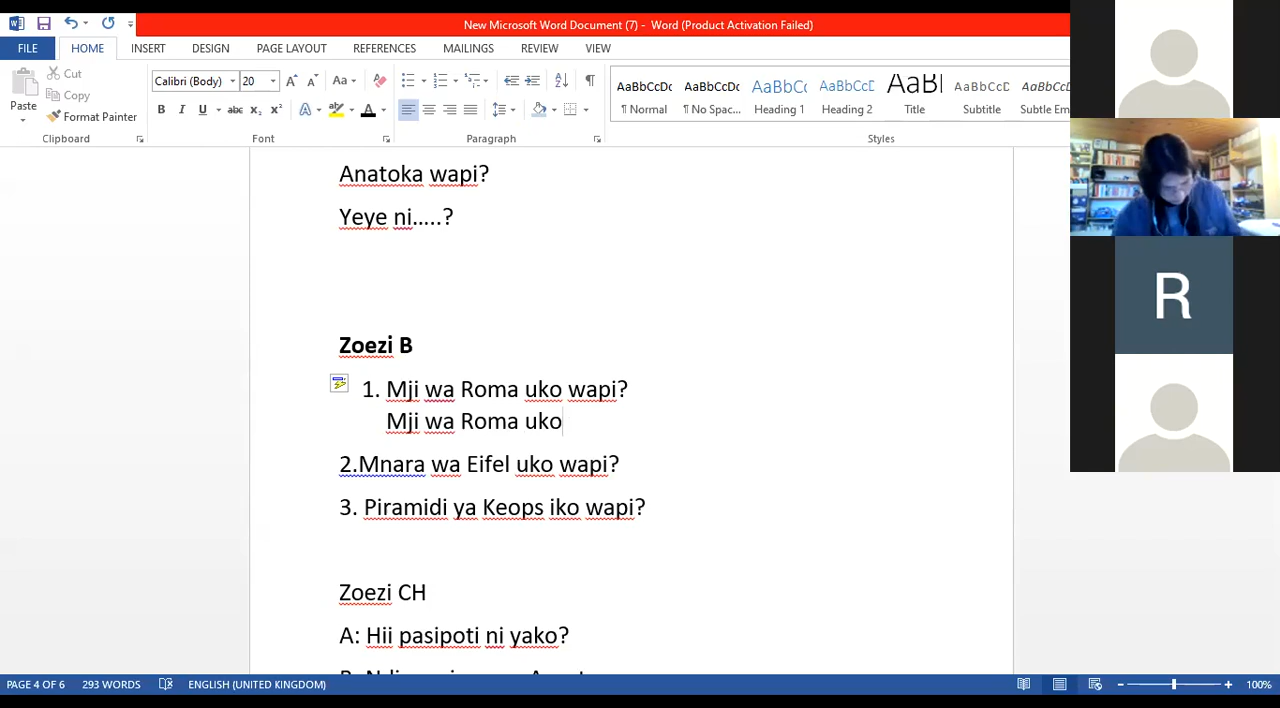 New Microsoft Word Document (7) - Word (Product Activation Failed)
FILE HOME INSERT DESIGN PAGE LAYOUT REFERENCES MAILINGS REVIEW VIEW
Cut
Copy
Format Painter
Paste
Clipboard
Calibri (Body) 20
Font
Paragraph
AaBbCcDc AaBbCcDc AaBbCc AaBbCcD AaBl AaBbCcD AaBbCcDc
¶ Normal ¶ No Spac... Heading 1 Heading 2 Title Subtitle Subtle Em
Styles
Anatoka wapi?
Yeye ni.....?
Zoezi B
1. Mji wa Roma uko wapi?
Mji wa Roma uko
2.Mnara wa Eifel uko wapi?
3. Piramidi ya Keops iko wapi?
Zoezi CH
A: Hii pasipoti ni yako?
R
PAGE 4 OF 6 293 WORDS ENGLISH (UNITED KINGDOM) 100%